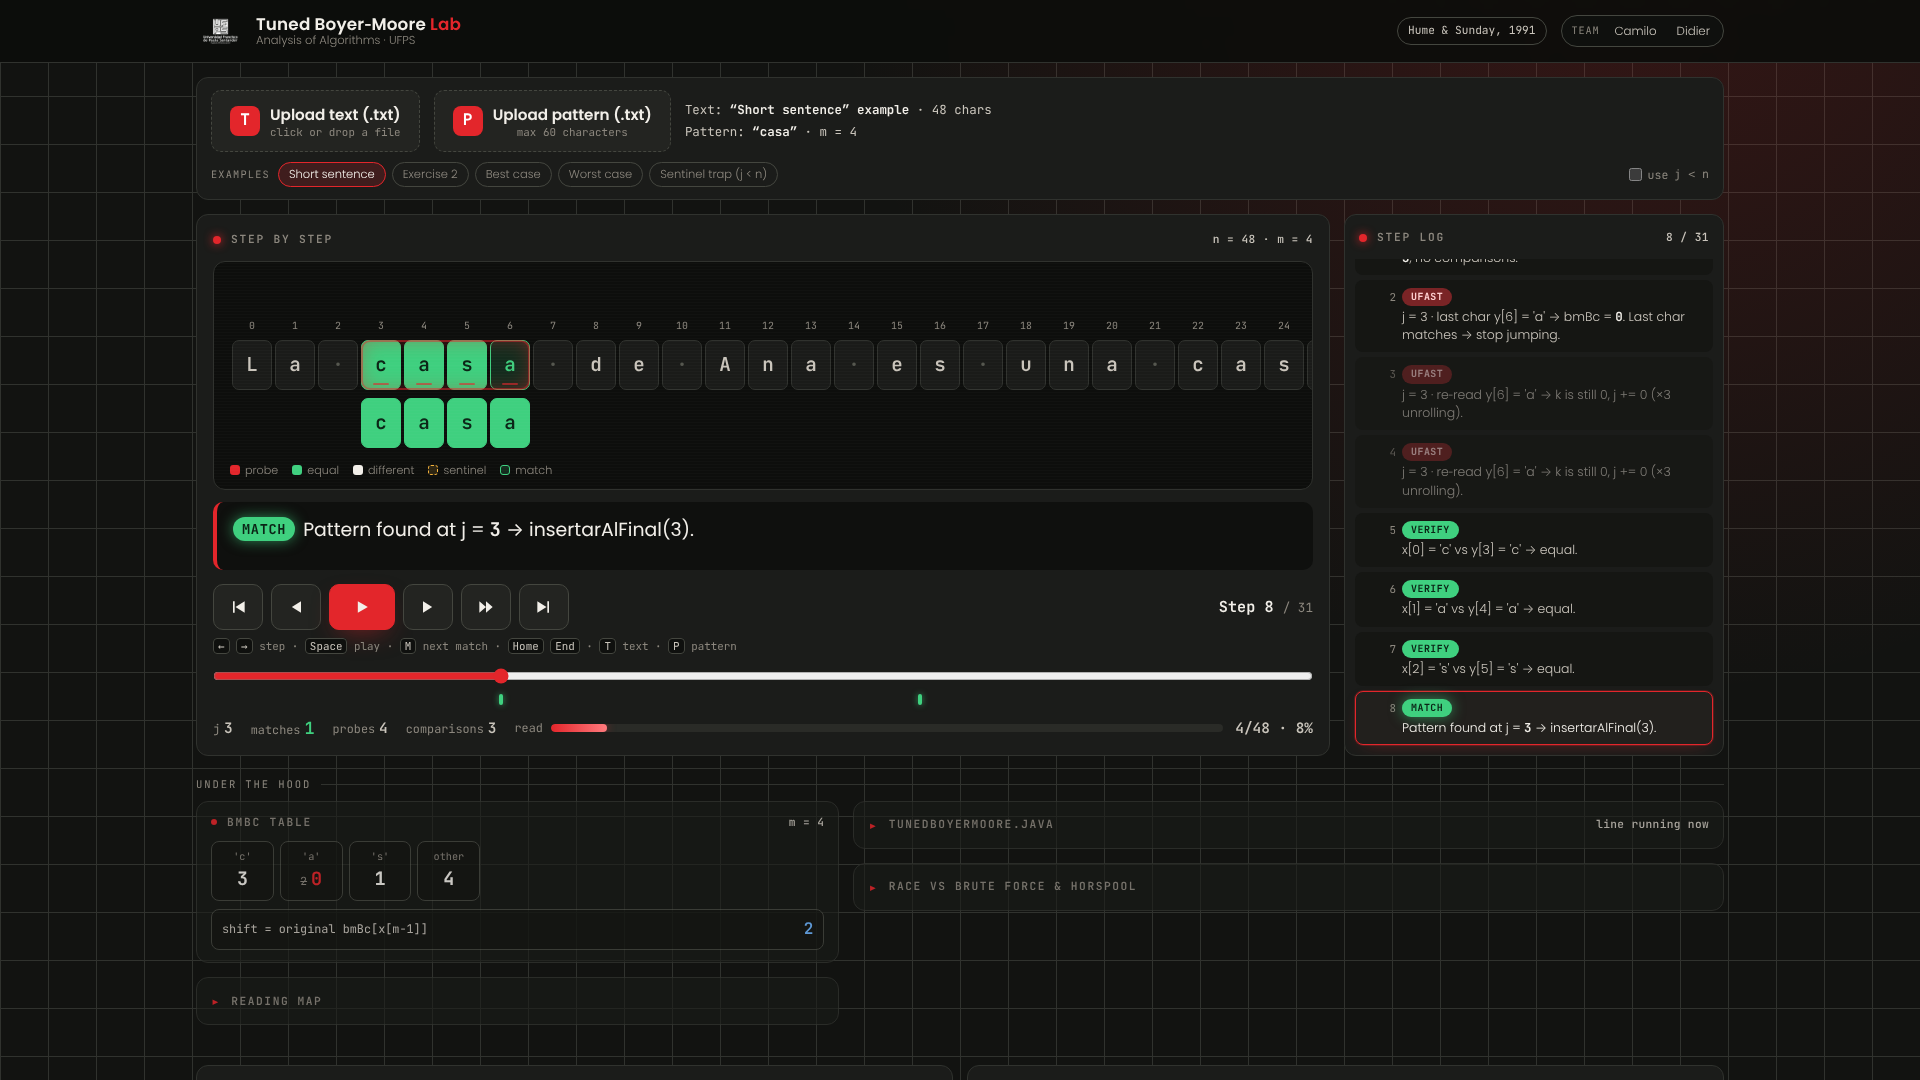 Tuned Boyer-Moore Lab
Analysis of Algorithms · UFPS
Hume & Sunday, 1991
TEAM Camilo Didier
T Upload text (.txt)
click or drop a file
P Upload pattern (.txt)
max 60 characters
Text: “Short sentence” example · 48 chars
Pattern: “casa” · m = 4
EXAMPLES Short sentence Exercise 2 Best case Worst case Sentinel trap (j < n)
use j < n
STEP BY STEP
n = 48 · m = 4
0 1 2 3 4 5 6 7 8 9 10 11 12 13 14 15 16 17 18 19 20 21 22 23 24
L a · c a s a · d e · A n a · e s · u n a · c a s
c a s a
probe equal different sentinel match
MATCH Pattern found at j = 3 → insertarAlFinal(3).
Step 8 / 31
← → step · Space play · M next match · Home End · T text · P pattern
j 3 matches 1 probes 4 comparisons 3 read 4/48 · 8%
STEP LOG
8 / 31
3, no comparisons.
2 UFAST
j = 3 · last char y[6] = 'a' → bmBc = 0. Last char
matches → stop jumping.
3 UFAST
j = 3 · re-read y[6] = 'a' → k is still 0, j += 0 (×3
unrolling).
4 UFAST
j = 3 · re-read y[6] = 'a' → k is still 0, j += 0 (×3
unrolling).
5 VERIFY
x[0] = 'c' vs y[3] = 'c' → equal.
6 VERIFY
x[1] = 'a' vs y[4] = 'a' → equal.
7 VERIFY
x[2] = 's' vs y[5] = 's' → equal.
8 MATCH
Pattern found at j = 3 → insertarAlFinal(3).
UNDER THE HOOD
BMBC TABLE
m = 4
'c' 'a' 's' other
3 2 0 1 4
shift = original bmBc[x[m-1]] 2
READING MAP
TUNEDBOYERMOORE.JAVA
line running now
RACE VS BRUTE FORCE & HORSPOOL